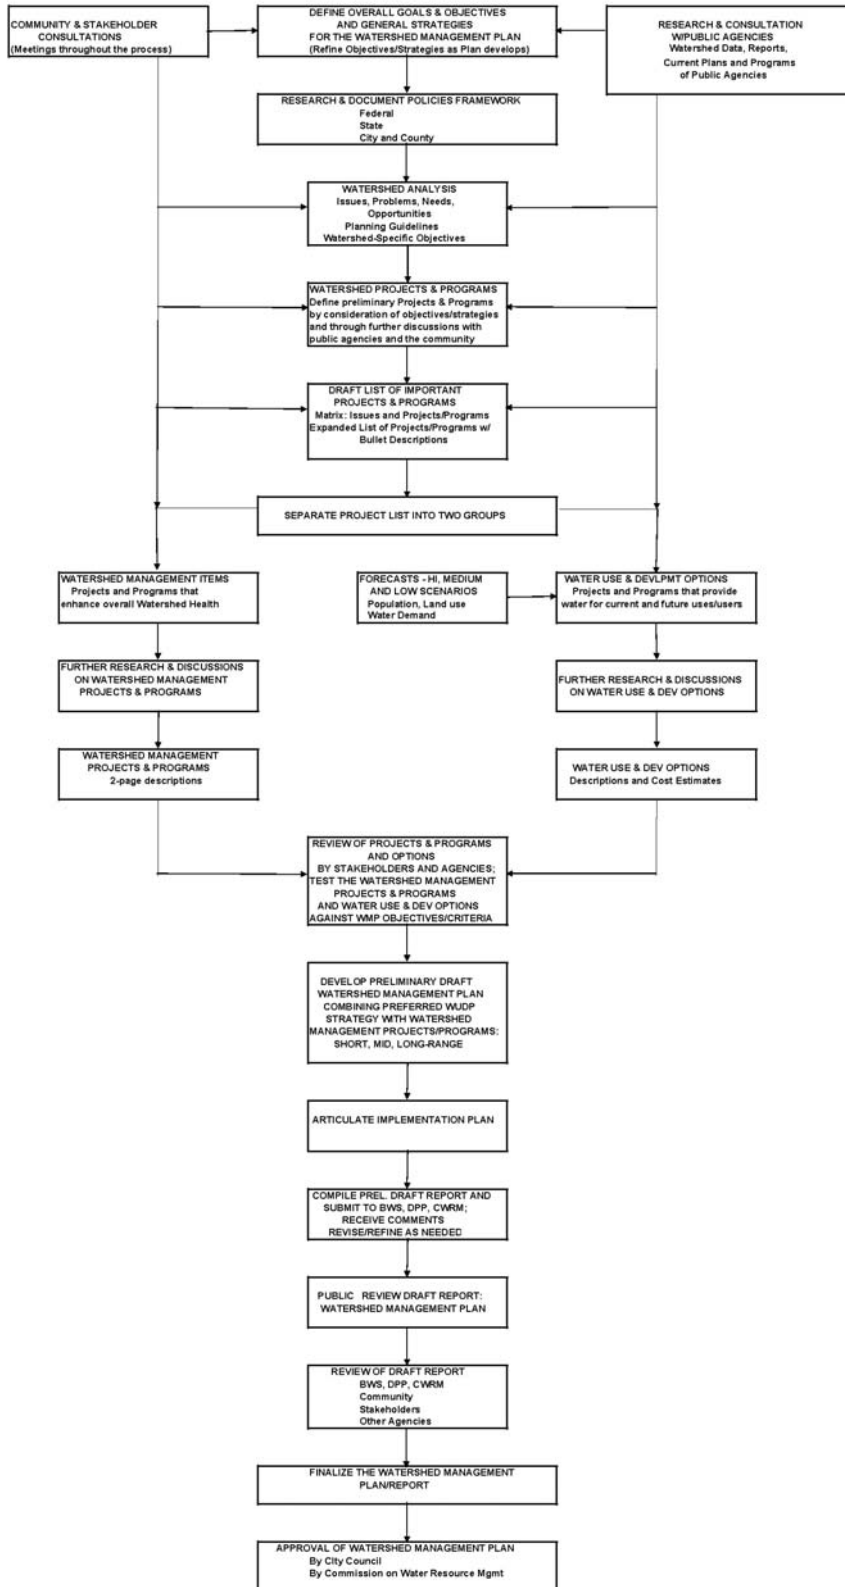 COMMUNITY & STAKEHOLDER
CONSULTATIONS
(Meetings throughout the process)
DEFINE OVERALL GOALS & OBJECTIVES
AND GENERAL STRATEGIES
FOR THE WATERSHED MANAGEMENT PLAN
(Refine Objectives/Strategies as Plan develops)
RESEARCH & CONSULTATION
W/PUBLIC AGENCIES
Watershed Data, Reports,
Current Plans and Programs
of Public Agencies
RESEARCH & DOCUMENT POLICIES FRAMEWORK
Federal
State
City and County
WATERSHED ANALYSIS
Issues, Problems, Needs,
Opportunities
Planning Guidelines
Watershed-Specific Objectives
WATERSHED PROJECTS & PROGRAMS
Define preliminary Projects & Programs
by consideration of objectives/strategies
and through further discussions with
public agencies and the community
DRAFT LIST OF IMPORTANT
PROJECTS & PROGRAMS
Matrix: Issues and Projects/Programs
Expanded List of Projects/Programs w/
Bullet Descriptions
SEPARATE PROJECT LIST INTO TWO GROUPS
WATERSHED MANAGEMENT ITEMS
Projects and Programs that
enhance overall Watershed Health
FORECASTS - HI, MEDIUM
AND LOW SCENARIOS
Population, Land use
Water Demand
WATER USE & DEVLPMT OPTIONS
Projects and Programs that provide
water for current and future uses/users
FURTHER RESEARCH & DISCUSSIONS
ON WATERSHED MANAGEMENT
PROJECTS & PROGRAMS
FURTHER RESEARCH & DISCUSSIONS
ON WATER USE & DEV OPTIONS
WATERSHED MANAGEMENT
PROJECTS & PROGRAMS
2-page descriptions
WATER USE & DEV OPTIONS
Descriptions and Cost Estimates
REVIEW OF PROJECTS & PROGRAMS
AND OPTIONS
BY STAKEHOLDERS AND AGENCIES;
TEST THE WATERSHED MANAGEMENT
PROJECTS & PROGRAMS
AND WATER USE & DEV OPTIONS
AGAINST WMP OBJECTIVES/CRITERIA
DEVELOP PRELIMINARY DRAFT
WATERSHED MANAGEMENT PLAN
COMBINING PREFERRED WUDP
STRATEGY WITH WATERSHED
MANAGEMENT PROJECTS/PROGRAMS:
SHORT, MID, LONG-RANGE
ARTICULATE IMPLEMENTATION PLAN
COMPILE PREL. DRAFT REPORT AND
SUBMIT TO BWS, DPP, CWRM;
RECEIVE COMMENTS
REVISE/REFINE AS NEEDED
PUBLIC REVIEW DRAFT REPORT:
WATERSHED MANAGEMENT PLAN
REVIEW OF DRAFT REPORT
BWS, DPP, CWRM
Community
Stakeholders
Other Agencies
FINALIZE THE WATERSHED MANAGEMENT
PLAN/REPORT
APPROVAL OF WATERSHED MANAGEMENT PLAN
By City Council
By Commission on Water Resource Mgmt